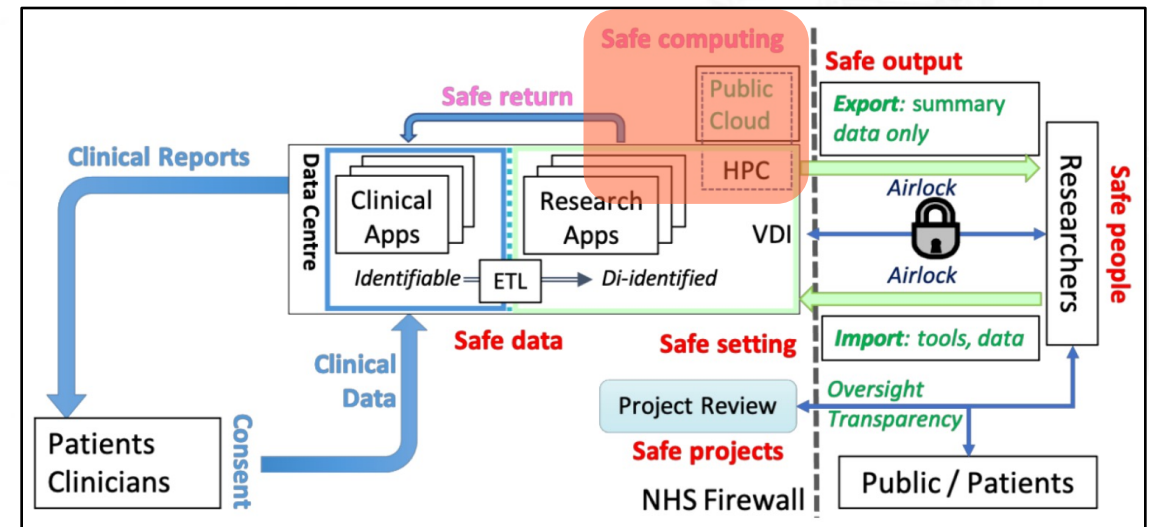 Safe computing
Safe output
Public
Cloud
Export: summary
data only
Safe return
Clinical Reports
Data Centre
Clinical
Apps
Research
Apps
HPC
VDI
Airlock
Airlock
Researchers
Safe people
Identifiable
ETL
Di-identified
Safe data
Safe setting
Import: tools, data
Clinical
Data
Consent
Project Review
Oversight
Transparency
Safe projects
Patients
Clinicians
NHS Firewall
Public / Patients